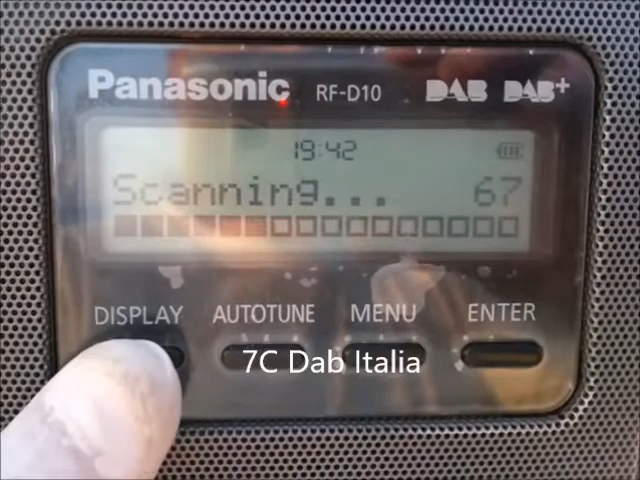 Panasonic RF-D10 DAB DAB+
19:42
Scanning... 67
DISPLAY AUTOTUNE MENU ENTER
7C Dab Italia